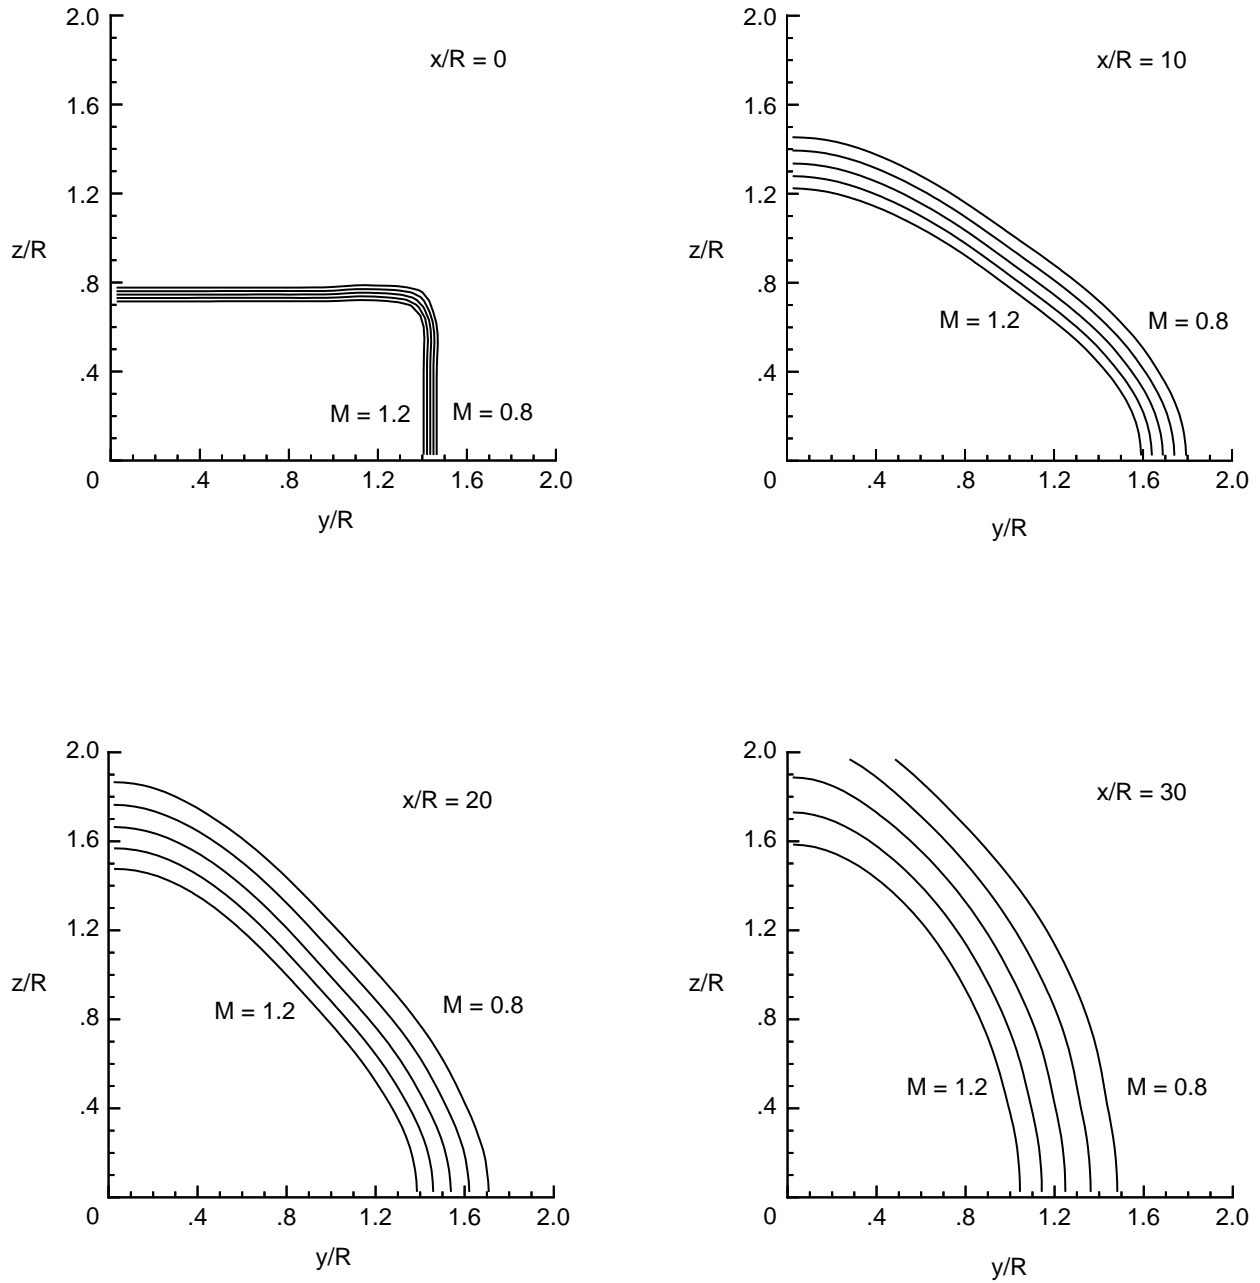 2.0
x/R = 0
1.6
1.2
z/R
.8
.4
M = 1.2
M = 0.8
0
.4
.8
1.2
1.6
2.0
y/R
2.0
x/R = 10
1.6
1.2
z/R
.8
M = 1.2
M = 0.8
.4
0
.4
.8
1.2
1.6
2.0
y/R
2.0
x/R = 20
1.6
1.2
z/R
.8
M = 1.2
M = 0.8
.4
0
.4
.8
1.2
1.6
2.0
y/R
2.0
x/R = 30
1.6
1.2
z/R
.8
M = 1.2
M = 0.8
.4
0
.4
.8
1.2
1.6
2.0
y/R